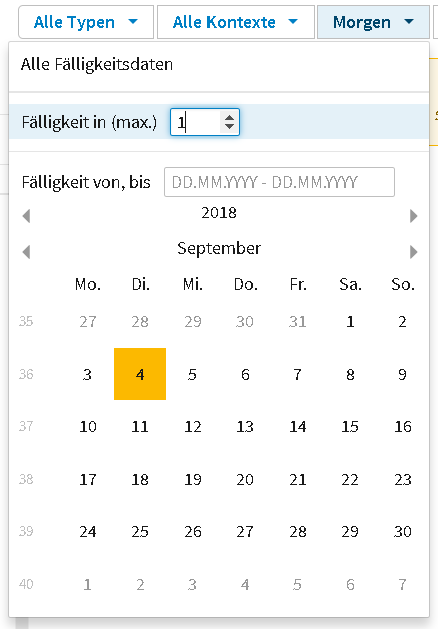 Alle Typen Alle Kontexte Morgen
Alle Fälligkeitsdaten
Fälligkeit in (max.) 1
Fälligkeit von, bis DD.MM.YYYY - DD.MM.YYYY
2018
September
Mo. Di. Mi. Do. Fr. Sa. So.
35 27 28 29 30 31 1 2
36 3 4 5 6 7 8 9
37 10 11 12 13 14 15 16
38 17 18 19 20 21 22 23
39 24 25 26 27 28 29 30
40 1 2 3 4 5 6 7